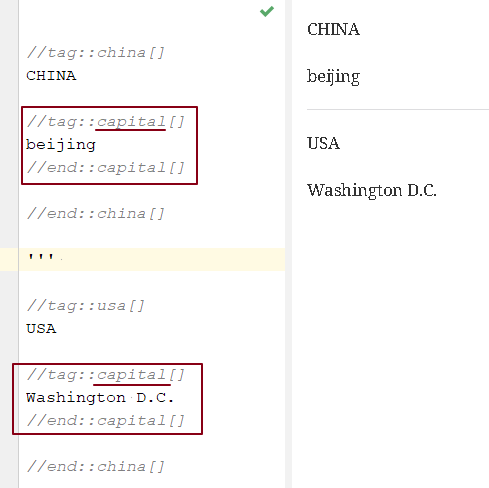 //tag::china[]
CHINA
//tag::capital[]
beijing
//end::capital[]
//end::china[]
'''
//tag::usa[]
USA
//tag::capital[]
Washington D.C.
//end::capital[]
//end::china[]
CHINA
beijing
USA
Washington D.C.